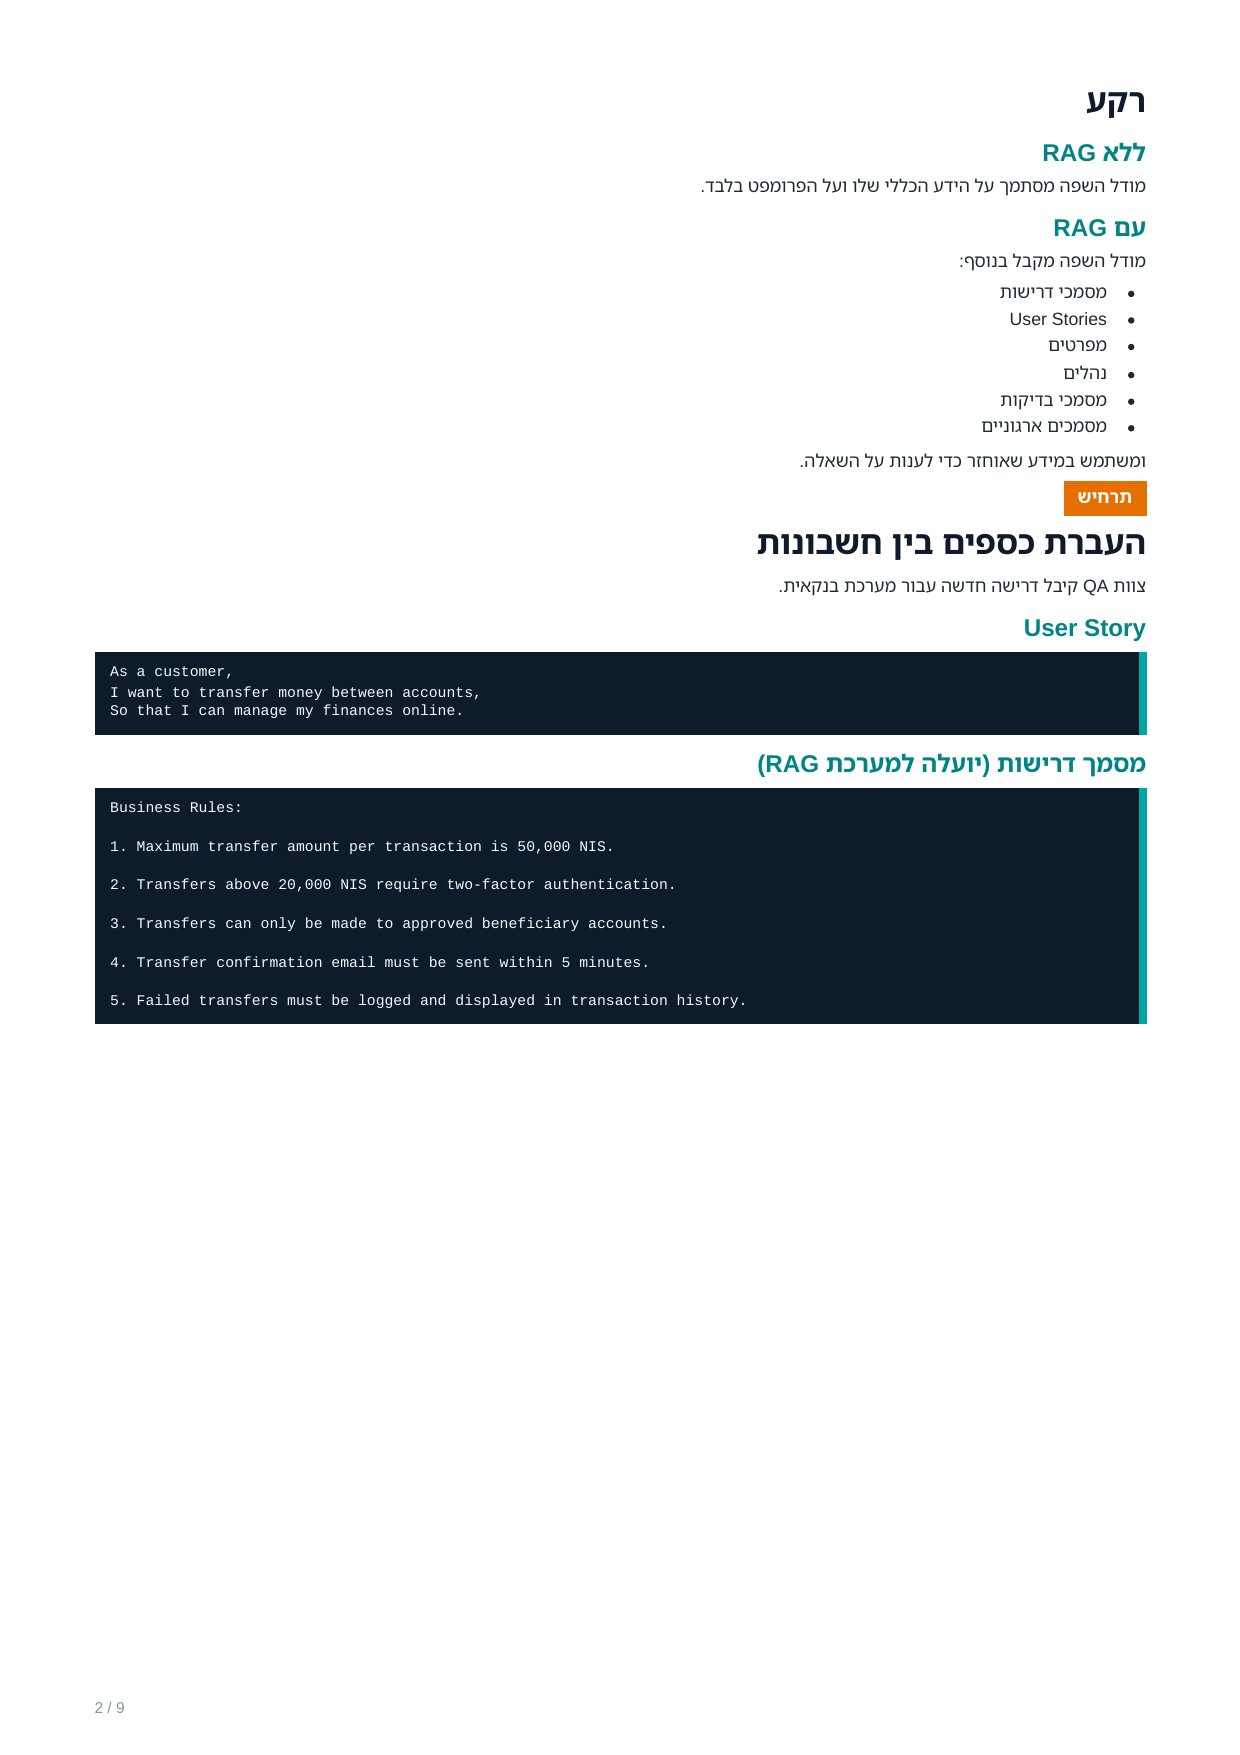 רקע
ללא RAG
מודל השפה מסתמך על הידע הכללי שלו ועל הפרומפט בלבד.
עם RAG
מודל השפה מקבל בנוסף:
• מסמכי דרישות
• User Stories
• מפרטים
• נהלים
• מסמכי בדיקות
• מסמכים ארגוניים
ומשתמש במידע שאוחזר כדי לענות על השאלה.
תרחיש
העברת כספים בין חשבונות
צוות QA קיבל דרישה חדשה עבור מערכת בנקאית.
User Story
As a customer,
I want to transfer money between accounts,
So that I can manage my finances online.
מסמך דרישות (יועלה למערכת RAG)
Business Rules:
1. Maximum transfer amount per transaction is 50,000 NIS.
2. Transfers above 20,000 NIS require two-factor authentication.
3. Transfers can only be made to approved beneficiary accounts.
4. Transfer confirmation email must be sent within 5 minutes.
5. Failed transfers must be logged and displayed in transaction history.
2 / 9